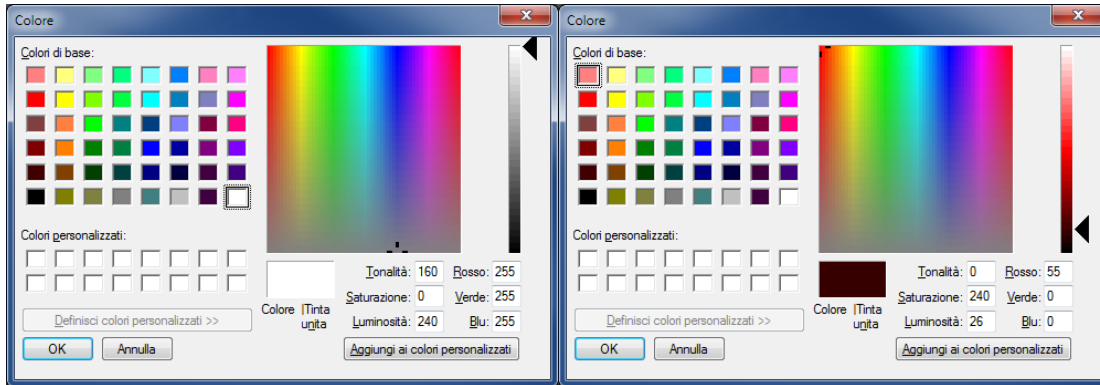 Colore
Colori di base:
Colori personalizzati:
Definisci colori personalizzati >>
OK Annulla
Colore |Tinta
unita
Tonalità: 160 Rosso: 255
Saturazione: 0 Verde: 255
Luminosità: 240 Blu: 255
Aggiungi ai colori personalizzati
Colore
Colori di base:
Colori personalizzati:
Definisci colori personalizzati >>
OK Annulla
Colore |Tinta
unita
Tonalità: 0 Rosso: 55
Saturazione: 240 Verde: 0
Luminosità: 26 Blu: 0
Aggiungi ai colori personalizzati